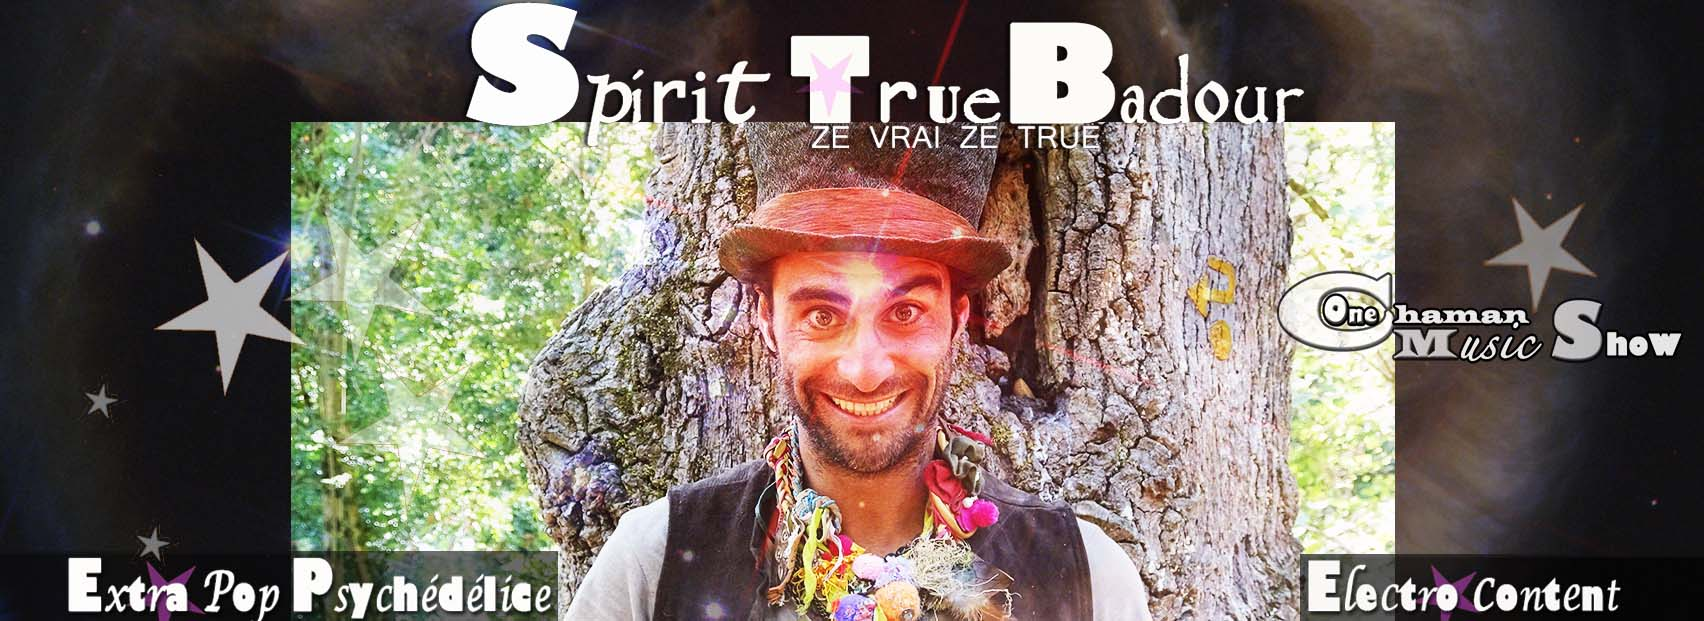 Spirit TrueBadour
ZE VRAI ZE TRUE
One Chaman
Music Show
Extra Pop Psychédélice
Electro Content